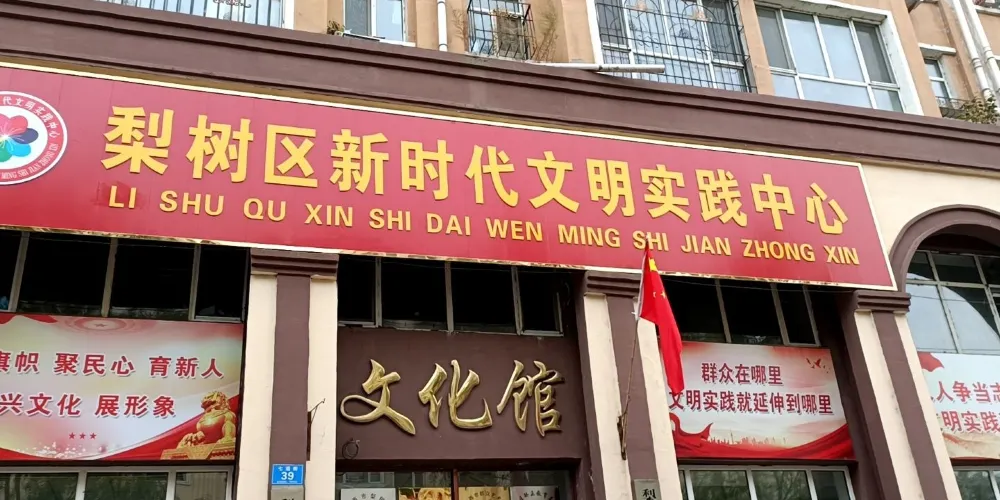 梨树区新时代文明实践中心
LI SHU QU XIN SHI DAI WEN MING SHI JIAN ZHONG XIN
旗帜 聚民心 育新人
兴文化 展形象
文化馆
群众在哪里
文明实践就延伸到哪里
人人争当志
明实践
39